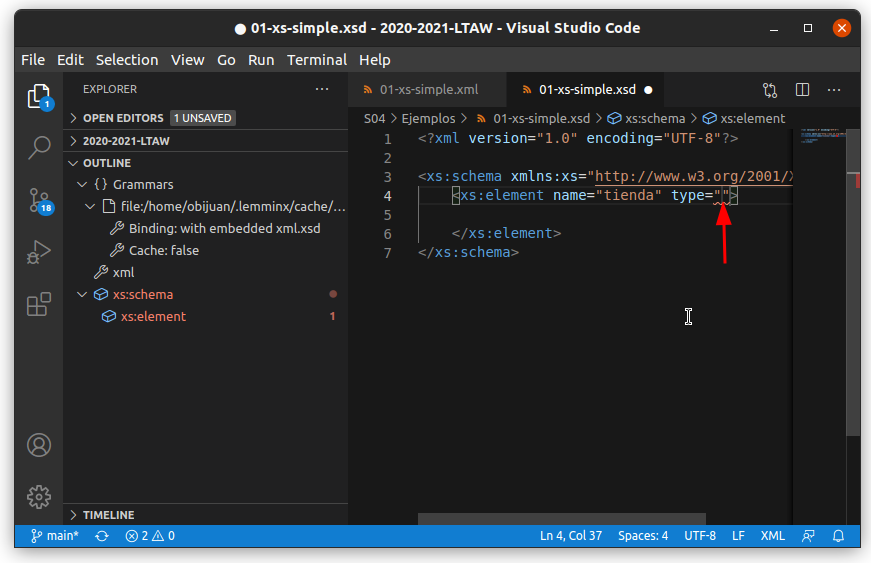 01-xs-simple.xsd - 2020-2021-LTAW - Visual Studio Code
File Edit Selection View Go Run Terminal Help
EXPLORER
OPEN EDITORS 1 UNSAVED
2020-2021-LTAW
OUTLINE
{} Grammars
file:/home/obijuan/.lemminx/cache/...
Binding: with embedded xml.xsd
Cache: false
xml
xs:schema
xs:element 1
TIMELINE
1
18
01-xs-simple.xml 01-xs-simple.xsd
S04 > Ejemplos > 01-xs-simple.xsd > xs:schema > xs:element
1 <?xml version="1.0" encoding="UTF-8"?>
2
3 <xs:schema xmlns:xs="http://www.w3.org/2001/X
4 <xs:element name="tienda" type="">
5
6 </xs:element>
7 </xs:schema>
main* 2 0 Ln 4, Col 37 Spaces: 4 UTF-8 LF XML